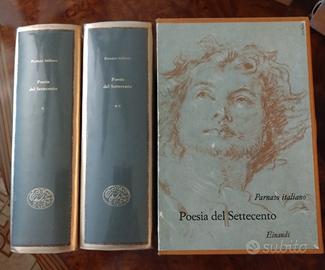 Parnaso italiano
Poesia
del Settecento
*
Parnaso italiano
Poesia
del Settecento
**
Parnaso italiano
Poesia del Settecento
Einaudi
subito